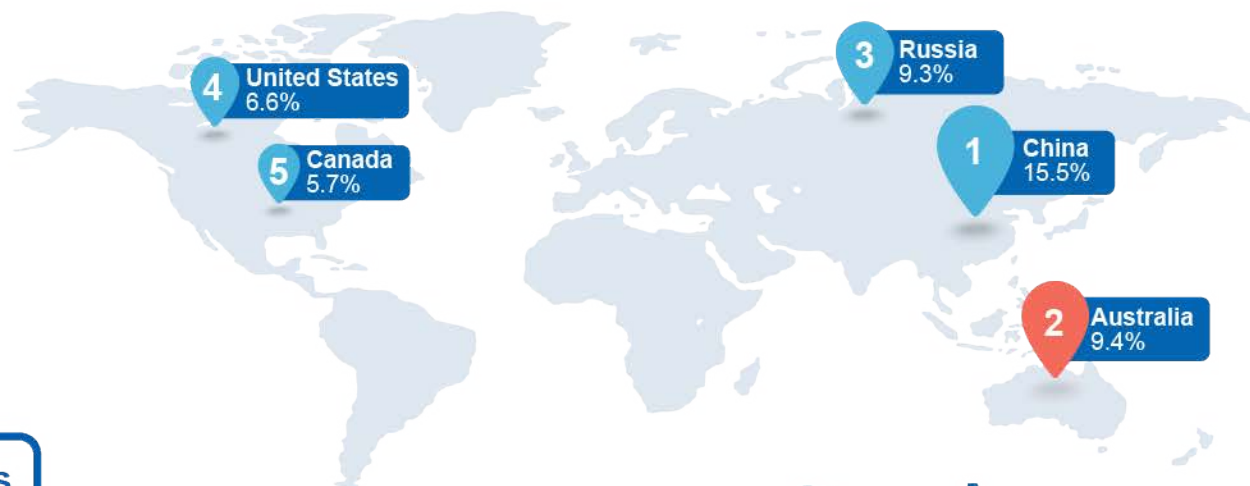 4
United States
6.6%
5
Canada
5.7%
3
Russia
9.3%
1
China
15.5%
2
Australia
9.4%